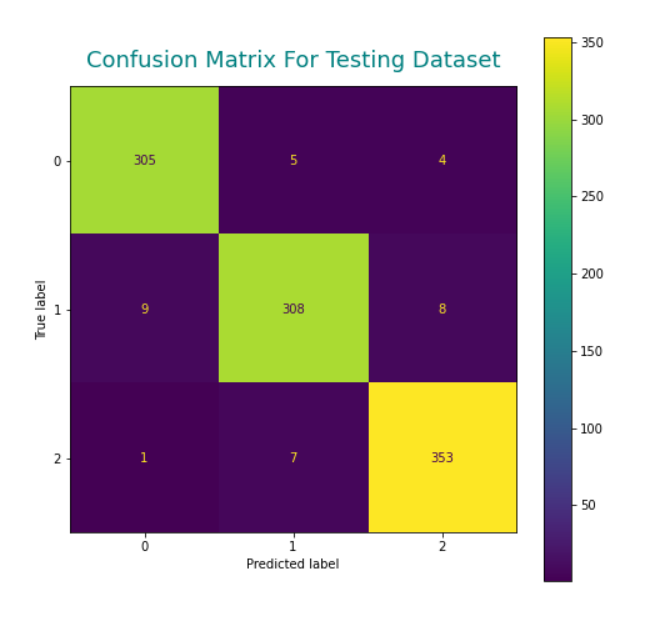 Confusion Matrix For Testing Dataset
350
300
250
200
150
100
50
0
305 5 4
1
9 308 8
2
1 7 353
True label
0 1 2
Predicted label